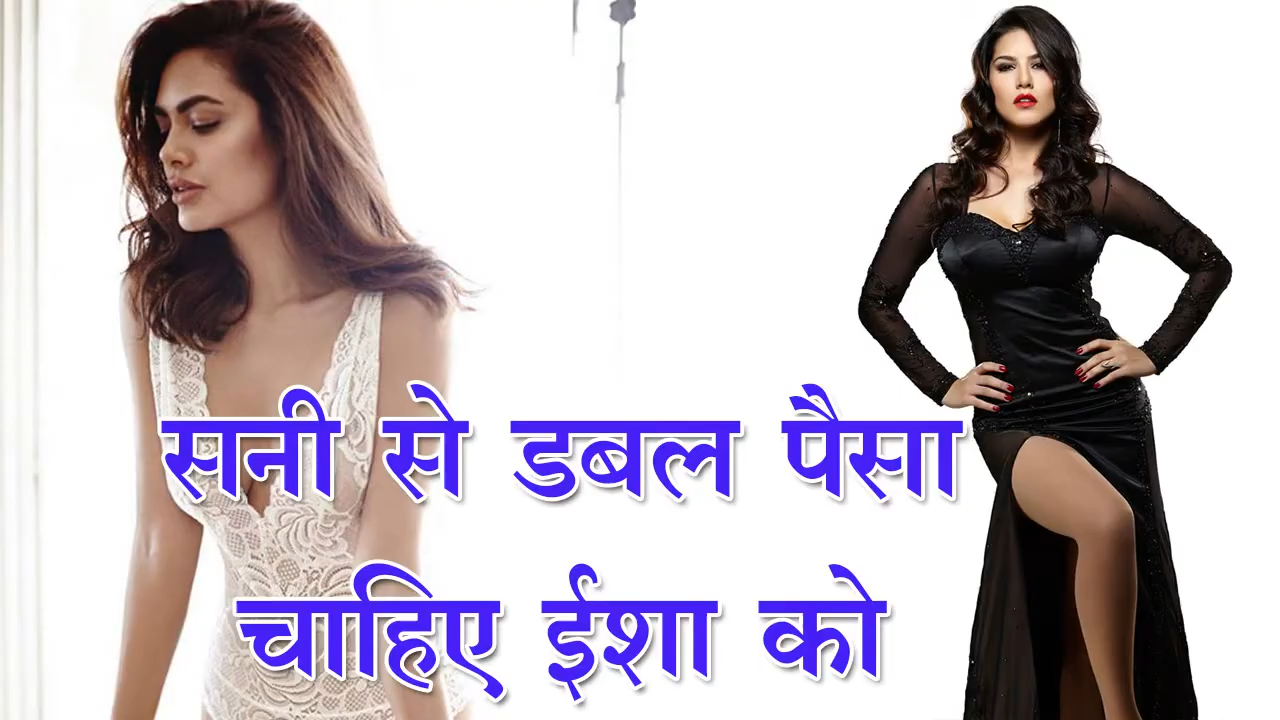 सनी से डबल पैसा
चाहिए ईशा को